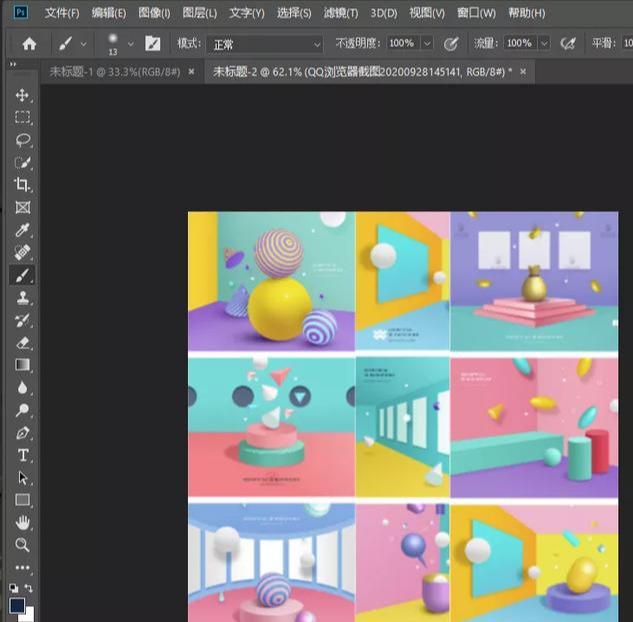 Ps 文件(F) 编辑(E) 图像(I) 图层(L) 文字(Y) 选择(S) 滤镜(T) 3D(D) 视图(V) 窗口(W) 帮助(H)
13 模式: 正常 不透明度: 100% 流量: 100% 平滑: 10
未标题-1 @ 33.3%(RGB/8#) × 未标题-2 @ 62.1% (QQ浏览器截图20200928145141, RGB/8#) * ×